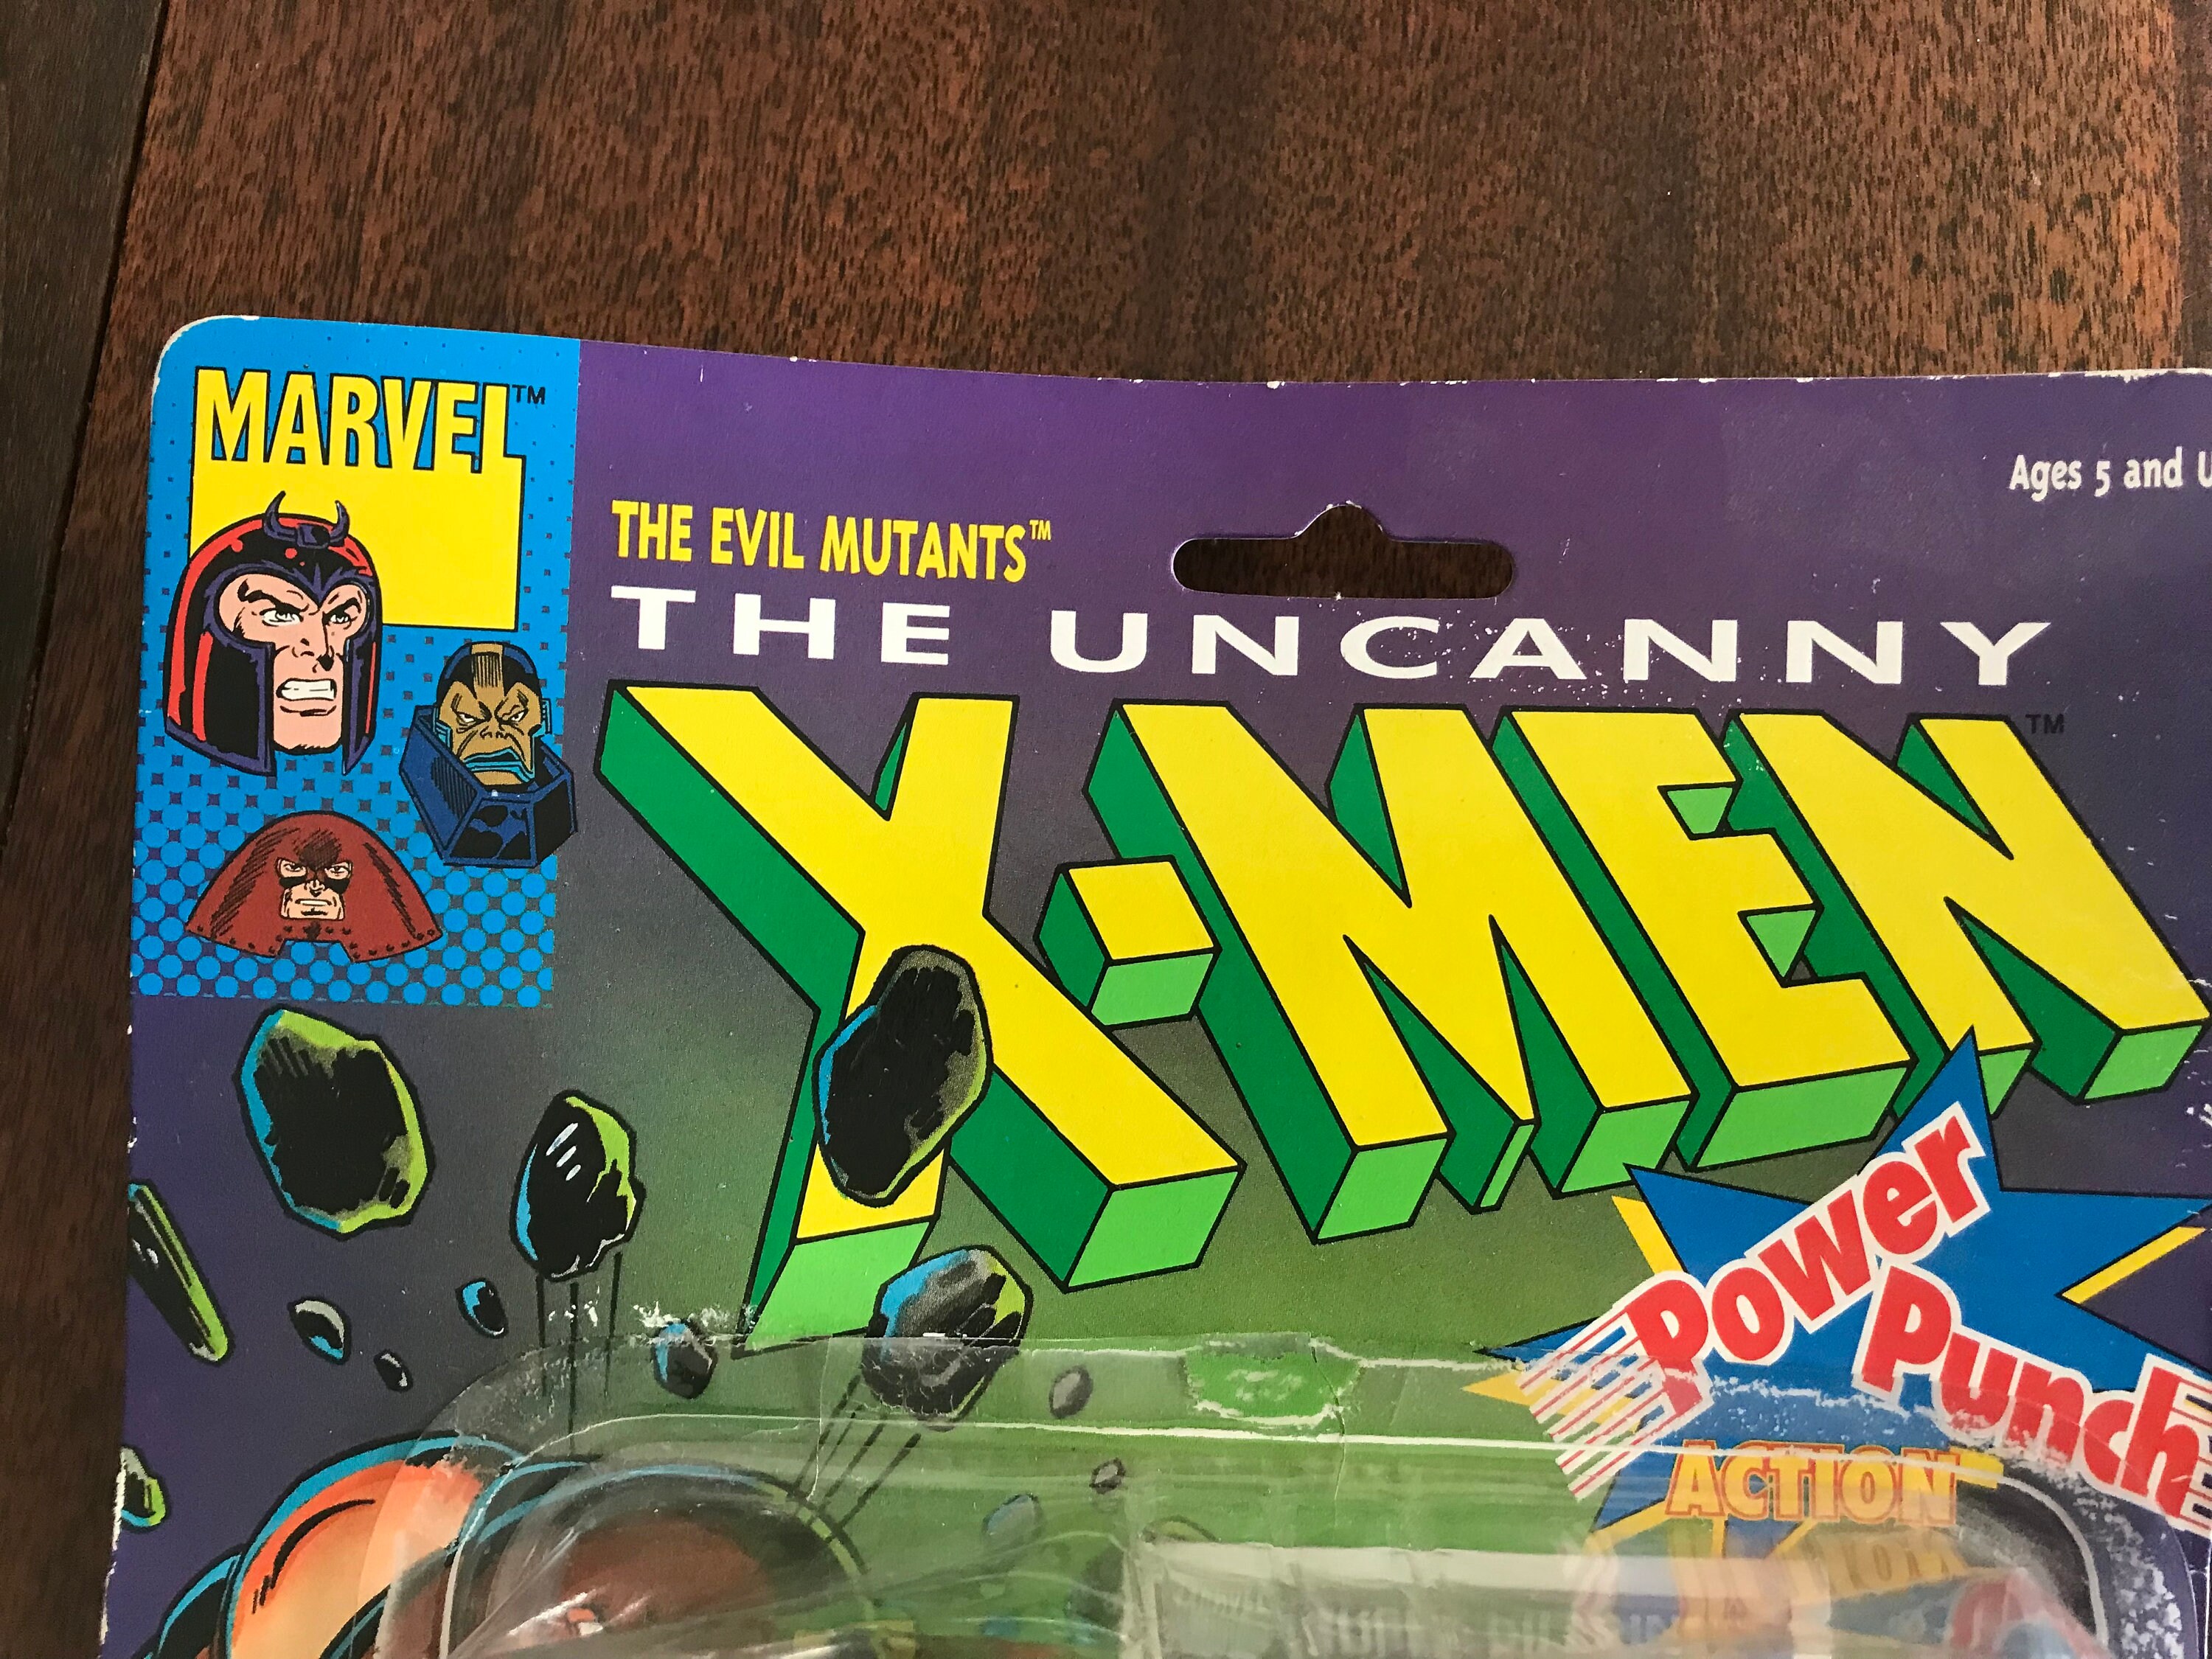 MARVEL™
Ages 5 and U
THE EVIL MUTANTS™
THE UNCANNY
X-MEN™
Power
Punch
ACTION